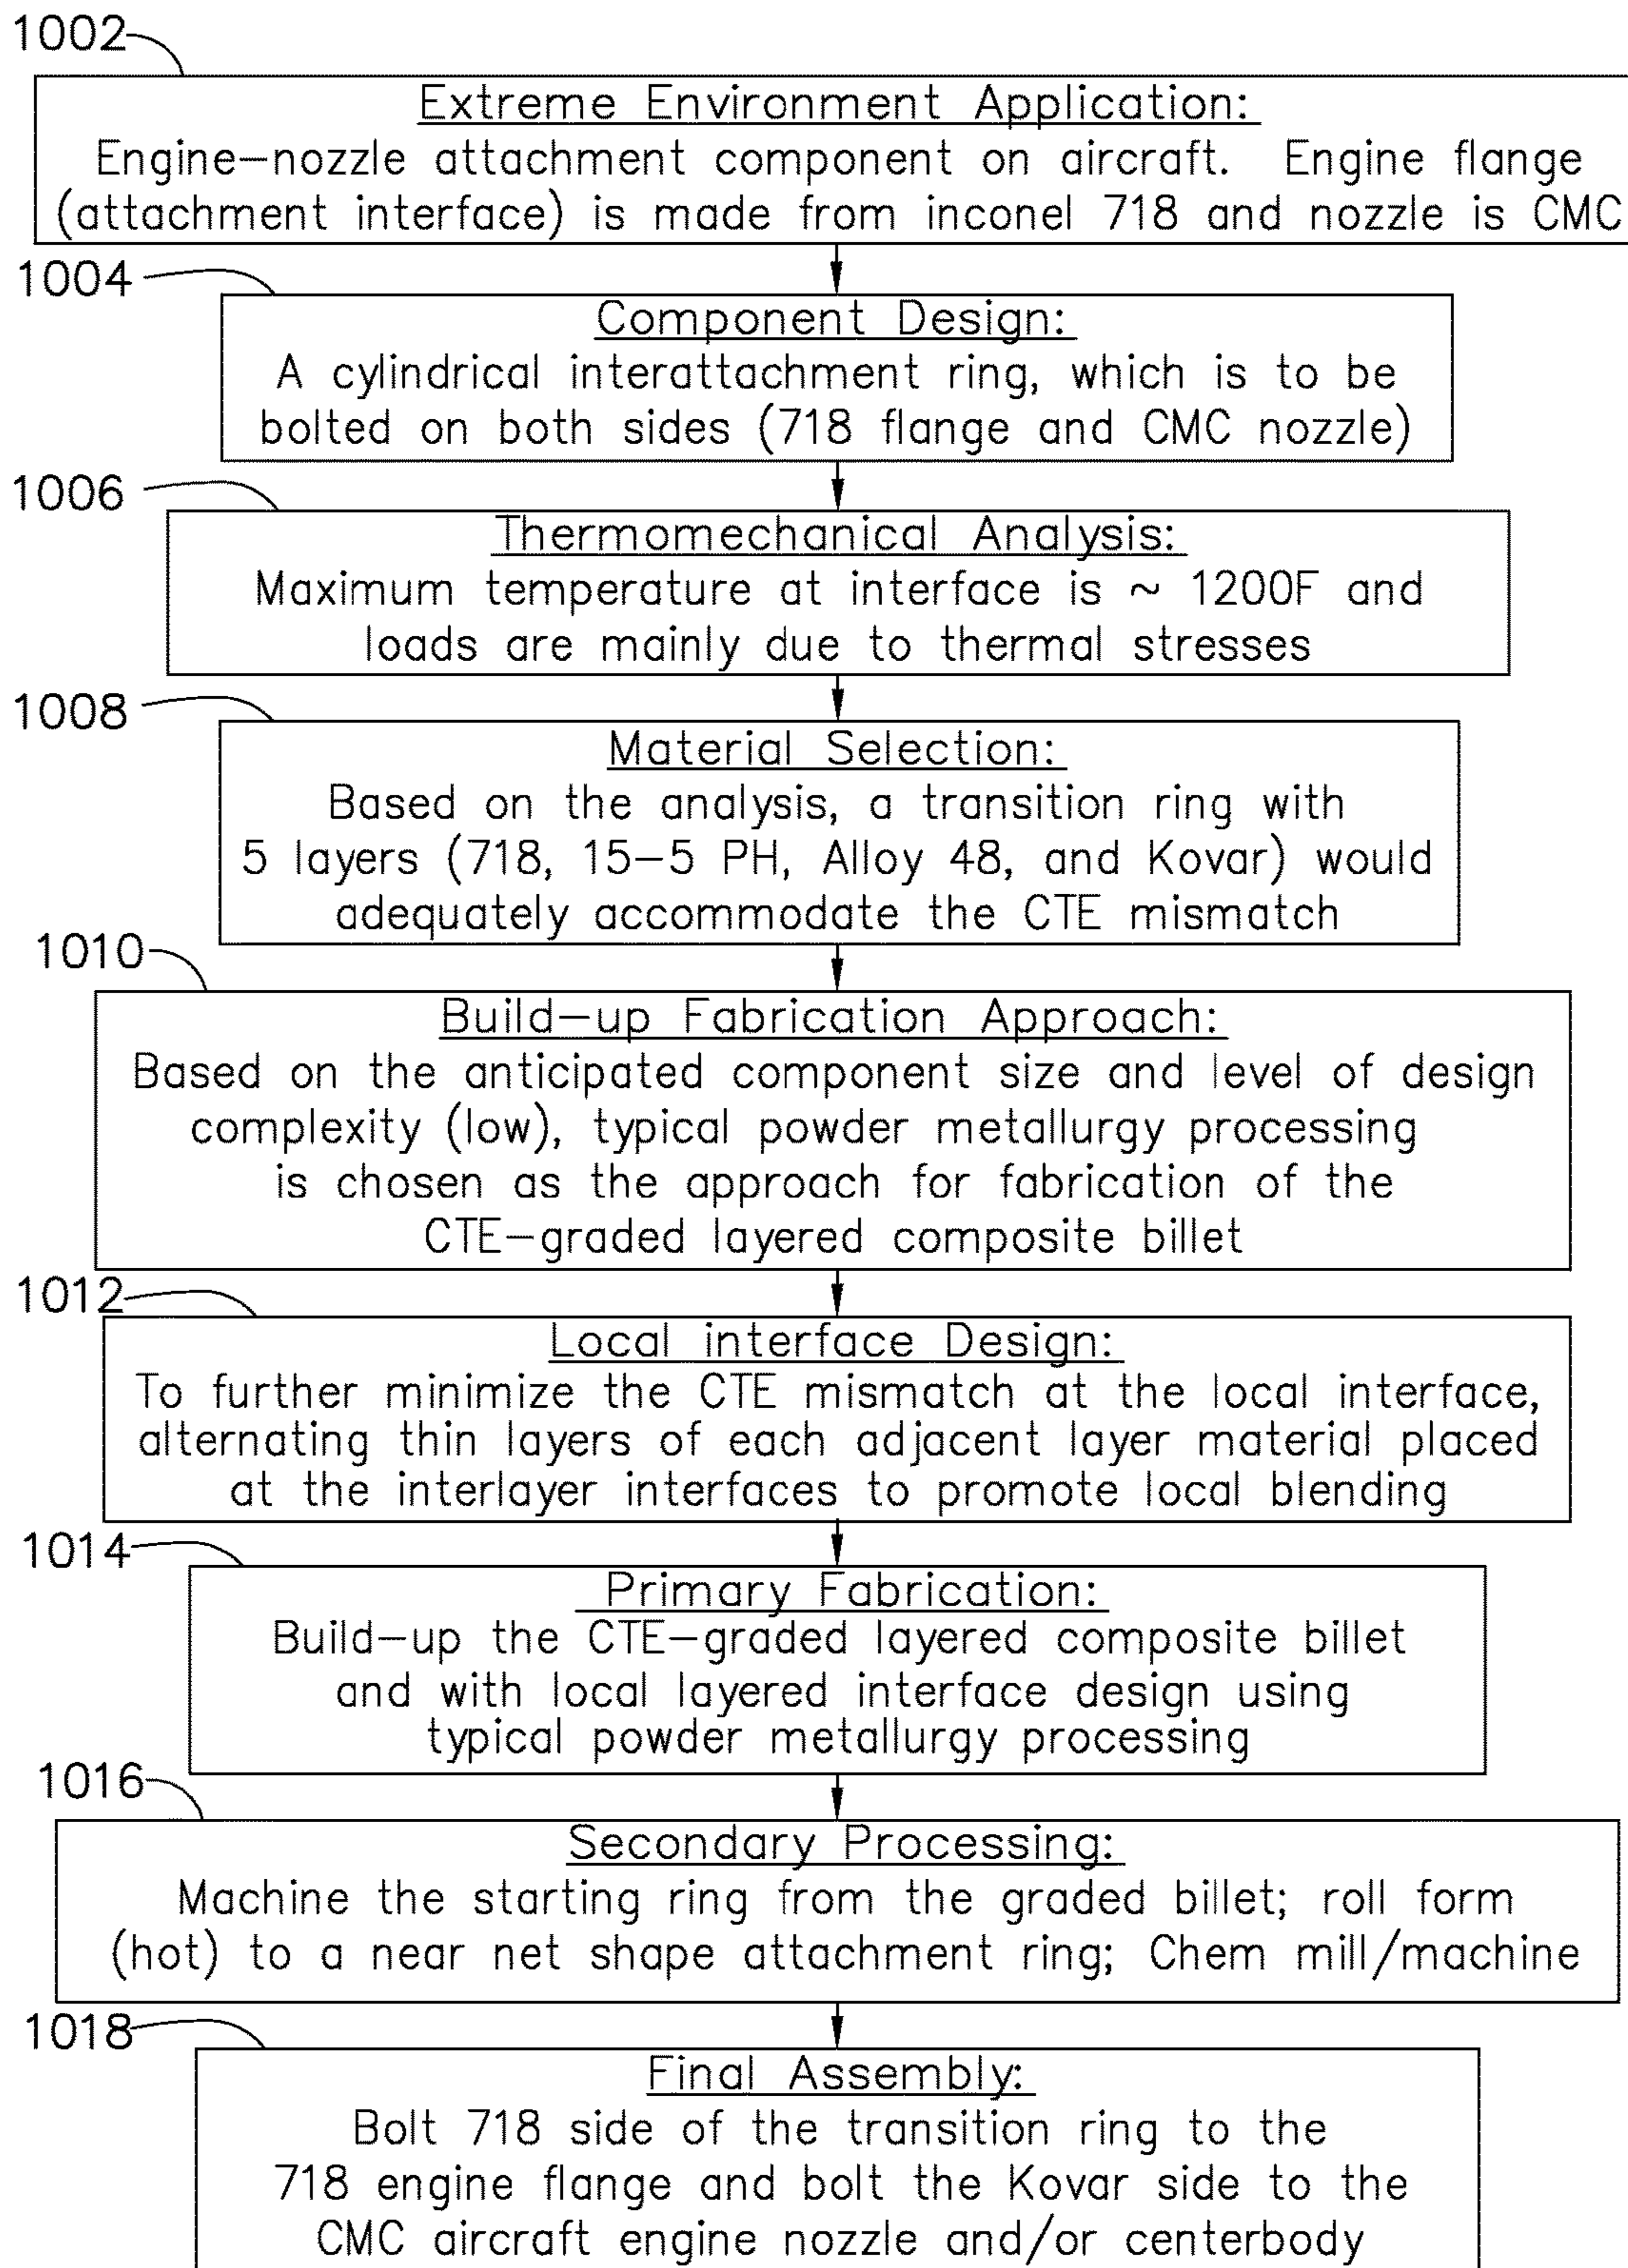 1002
Extreme Environment Application:
Engine-nozzle attachment component on aircraft. Engine flange
(attachment interface) is made from inconel 718 and nozzle is CMC
1004
Component Design:
A cylindrical interattachment ring, which is to be
bolted on both sides (718 flange and CMC nozzle)
1006
Thermomechanical Analysis:
Maximum temperature at interface is ~ 1200F and
loads are mainly due to thermal stresses
1008
Material Selection:
Based on the analysis, a transition ring with
5 layers (718, 15-5 PH, Alloy 48, and Kovar) would
adequately accommodate the CTE mismatch
1010
Build-up Fabrication Approach:
Based on the anticipated component size and level of design
complexity (low), typical powder metallurgy processing
is chosen as the approach for fabrication of the
CTE-graded layered composite billet
1012
Local interface Design:
To further minimize the CTE mismatch at the local interface,
alternating thin layers of each adjacent layer material placed
at the interlayer interfaces to promote local blending
1014
Primary Fabrication:
Build-up the CTE-graded layered composite billet
and with local layered interface design using
typical powder metallurgy processing
1016
Secondary Processing:
Machine the starting ring from the graded billet; roll form
(hot) to a near net shape attachment ring; Chem mill/machine
1018
Final Assembly:
Bolt 718 side of the transition ring to the
718 engine flange and bolt the Kovar side to the
CMC aircraft engine nozzle and/or centerbody